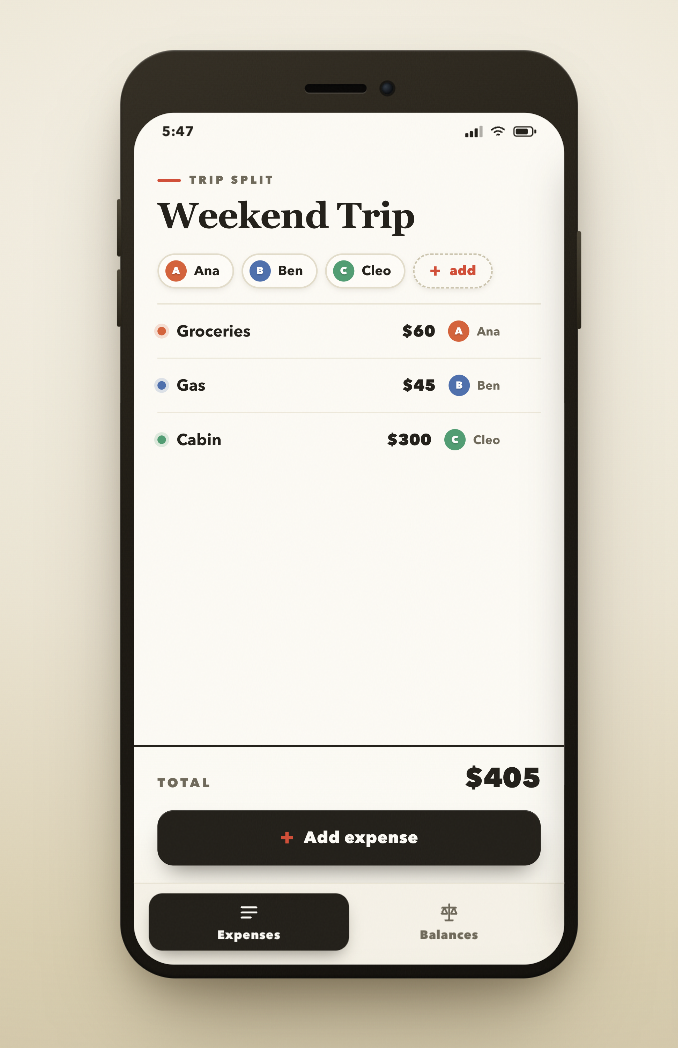 5:47
TRIP SPLIT
Weekend Trip
A Ana B Ben C Cleo + add
Groceries $60 A Ana
Gas $45 B Ben
Cabin $300 C Cleo
TOTAL $405
+ Add expense
Expenses Balances